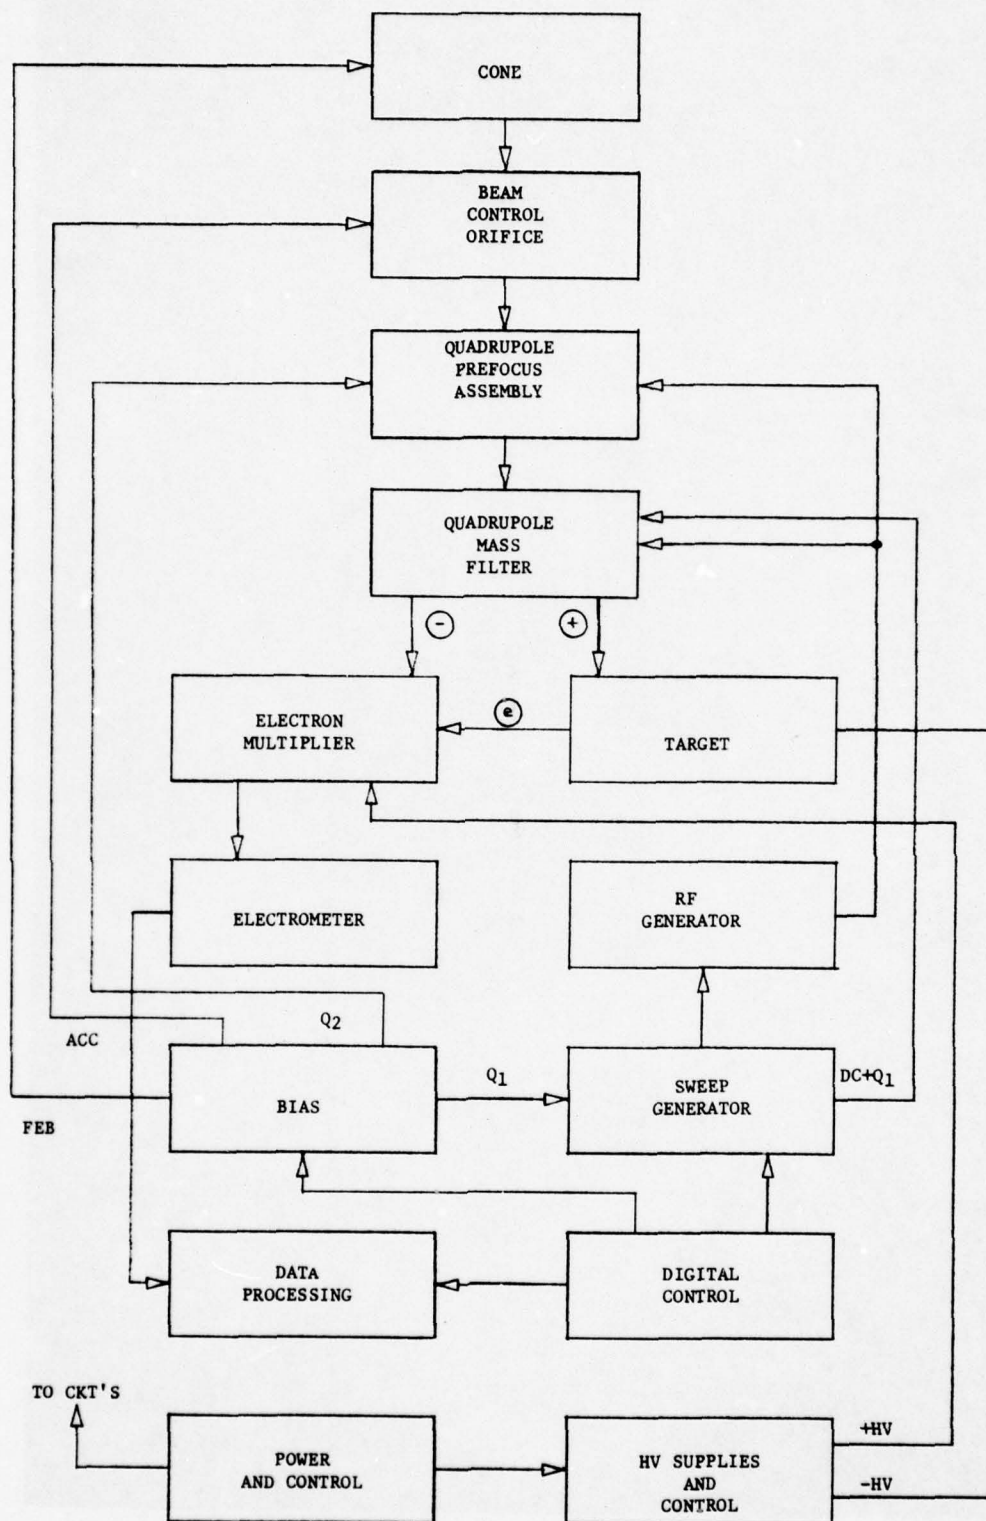 CONE
BEAM
CONTROL
ORIFICE
QUADRUPOLE
PREFOCUS
ASSEMBLY
QUADRUPOLE
MASS
FILTER
-
+
ELECTRON
MULTIPLIER
e
TARGET
ELECTROMETER
RF
GENERATOR
ACC
Q2
FEB
BIAS
Q1
SWEEP
GENERATOR
DC+Q1
DATA
PROCESSING
DIGITAL
CONTROL
TO CKT'S
POWER
AND CONTROL
HV SUPPLIES
AND
CONTROL
+HV
-HV